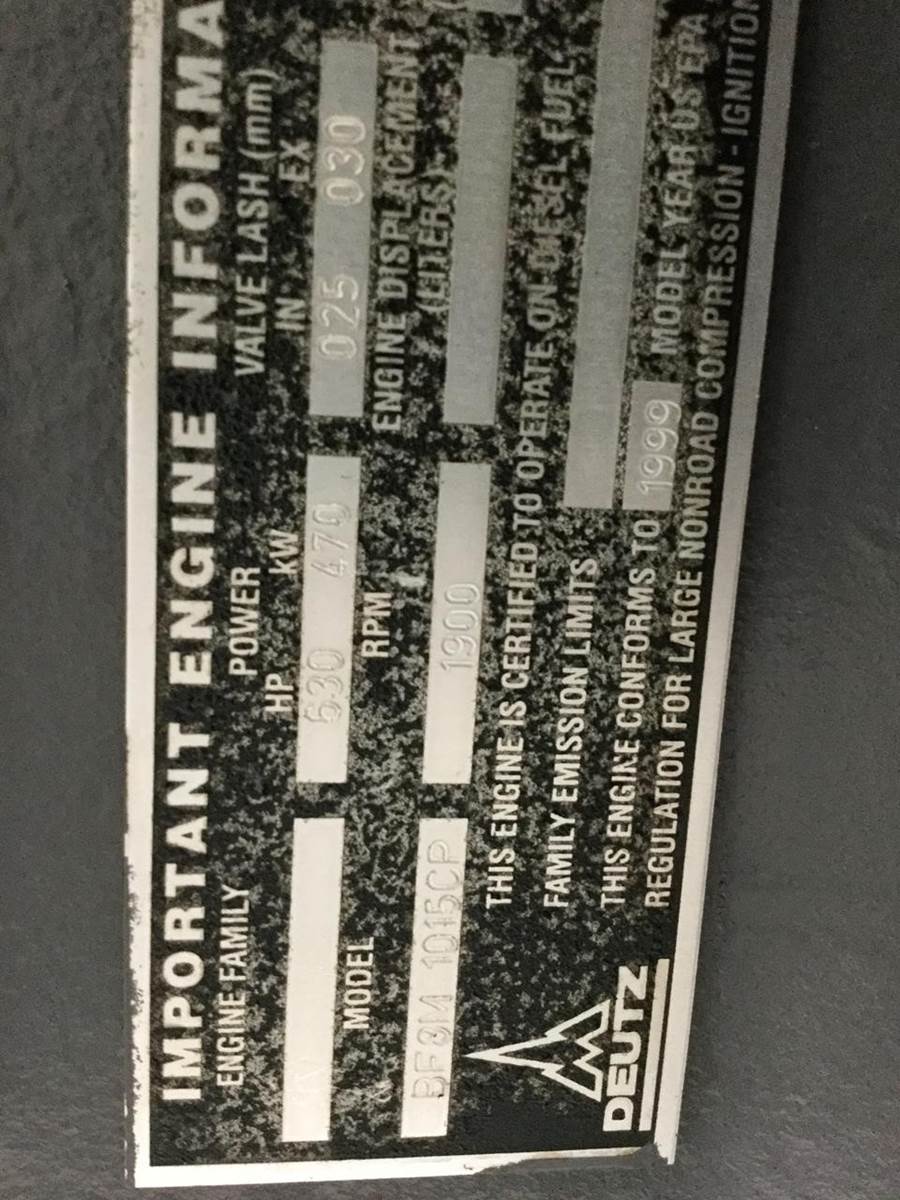 IMPORTANT ENGINE INFORMA
ENGINE FAMILY POWER VALVE LASH (mm)
HP kW IN EX
630 470 025 030
MODEL RPM ENGINE DISPLACEMENT
(LITERS)
BF8M 1015CP 1900
THIS ENGINE IS CERTIFIED TO OPERATE ON DIESEL FUEL
FAMILY EMISSION LIMITS
THIS ENGINE CONFORMS TO 1999 MODEL YEAR US EPA
REGULATION FOR LARGE NONROAD COMPRESSION - IGNITION
DEUTZ